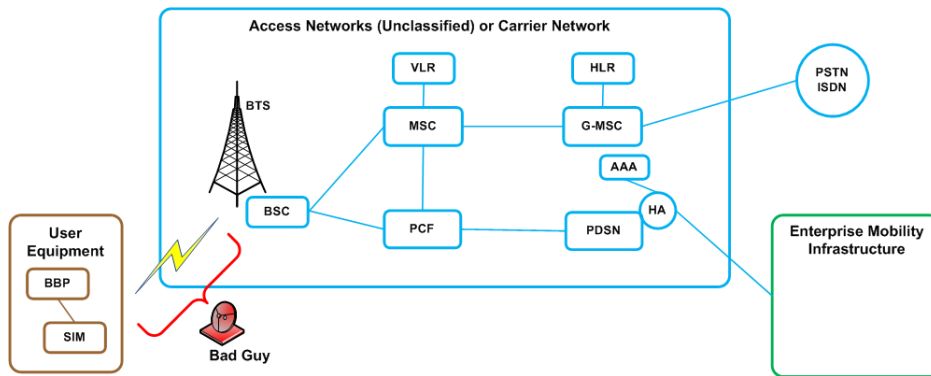 Access Networks (Unclassified) or Carrier Network
VLR
HLR
PSTN
ISDN
BTS
MSC
G-MSC
AAA
BSC
HA
PCF
PDSN
User
Equipment
BBP
SIM
Enterprise Mobility
Infrastructure
Bad Guy